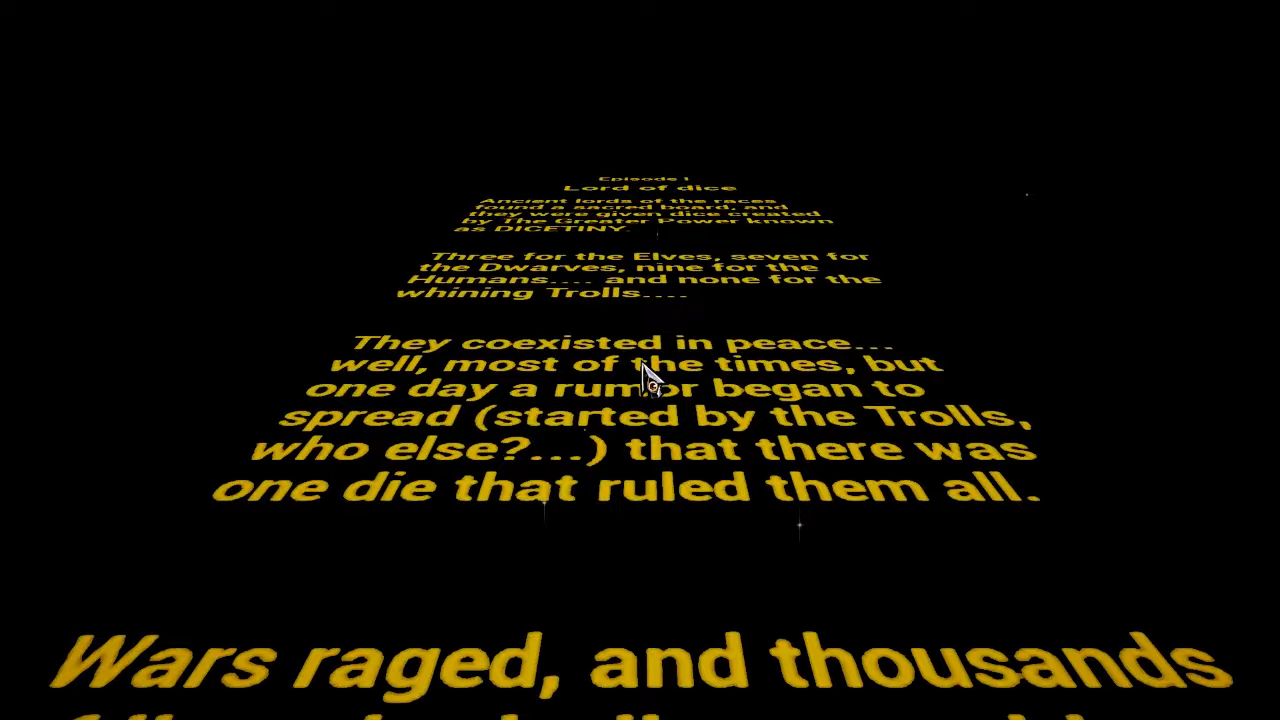 Episode I
Lord of dice
Ancient lords of the races
found a sacred board, and
they were given dice created
by The Greater Power known
as DICETINY.
Three for the Elves, seven for
the Dwarves, nine for the
Humans.... and none for the
whining Trolls....
They coexisted in peace...
well, most of the times, but
one day a rumor began to
spread (started by the Trolls,
who else?...) that there was
one die that ruled them all.
Wars raged, and thousands